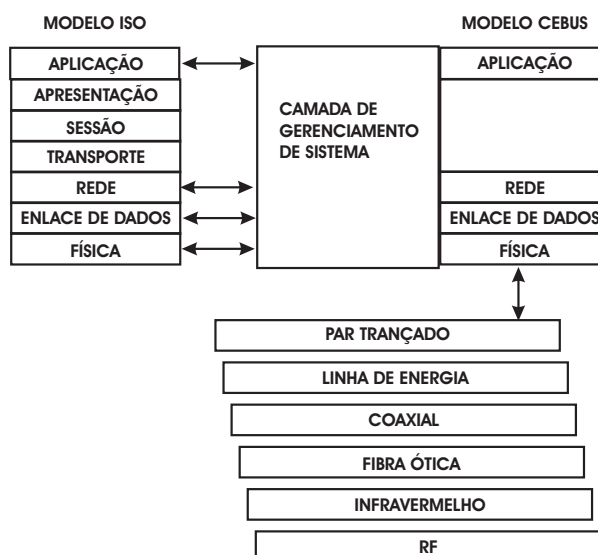 MODELO ISO
MODELO CEBUS
APLICAÇÃO
APRESENTAÇÃO
SESSÃO
TRANSPORTE
REDE
ENLACE DE DADOS
FÍSICA
CAMADA DE
GERENCIAMENTO
DE SISTEMA
APLICAÇÃO
REDE
ENLACE DE DADOS
FÍSICA
PAR TRANÇADO
LINHA DE ENERGIA
COAXIAL
FIBRA ÓTICA
INFRAVERMELHO
RF